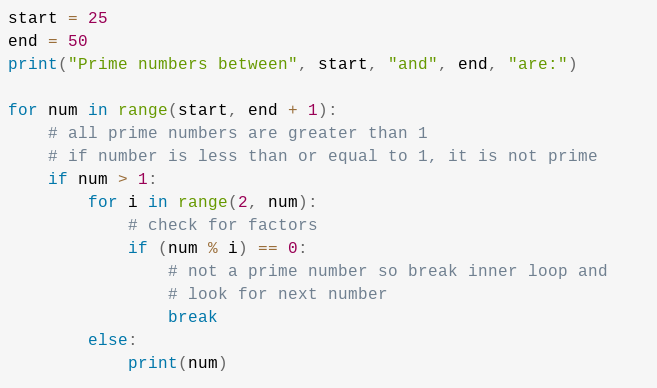 start = 25
end = 50
print("Prime numbers between", start, "and", end, "are:")

for num in range(start, end + 1):
    # all prime numbers are greater than 1
    # if number is less than or equal to 1, it is not prime
    if num > 1:
        for i in range(2, num):
            # check for factors
            if (num % i) == 0:
                # not a prime number so break inner loop and
                # look for next number
                break
        else:
            print(num)